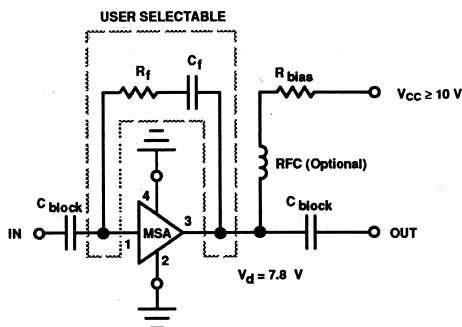 USER SELECTABLE
Rf
Cf
Rbias
VCC ≥ 10 V
RFC (Optional)
4
Cblock
Cblock
3
IN
MSA
OUT
1
2
Vd = 7.8 V